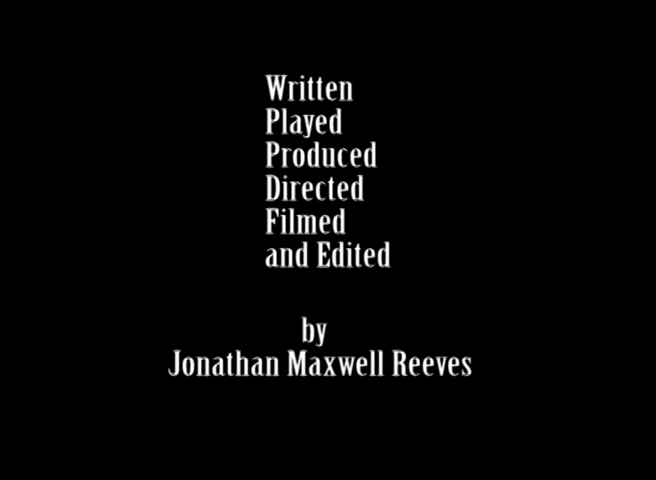 Written
Played
Produced
Directed
Filmed
and Edited
by
Jonathan Maxwell Reeves